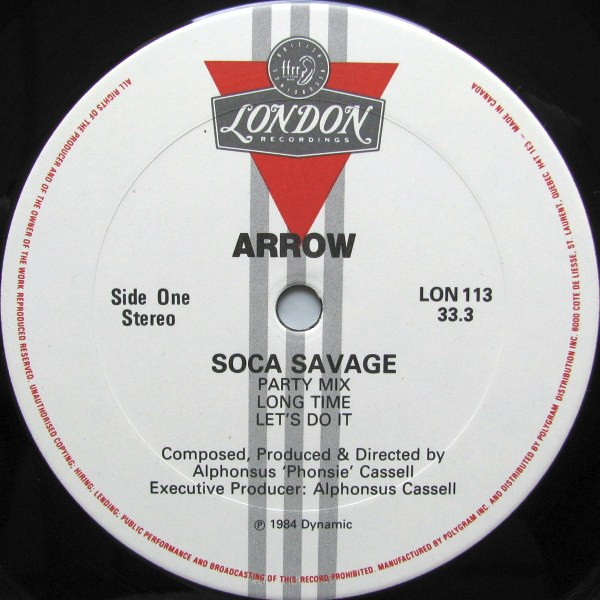 BRITISH
ffrr
LONDON
RECORDINGS
ARROW
Side One
Stereo
LON 113
33.3
SOCA SAVAGE
PARTY MIX
LONG TIME
LET'S DO IT
Composed, Produced & Directed by
Alphonsus 'Phonsie' Cassell
Executive Producer: Alphonsus Cassell
℗ 1984 Dynamic
ALL RIGHTS OF THE PRODUCER AND OF THE OWNER OF THE WORK REPRODUCED RESERVED. UNAUTHORISED COPYING, HIRING, LENDING, PUBLIC PERFORMANCE AND BROADCASTING OF THIS RECORD PROHIBITED. MANUFACTURED BY POLYGRAM INC. AND DISTRIBUTED BY POLYGRAM DISTRIBUTION INC. 6000 COTE DE LIESSE, ST. LAURENT, QUEBEC H4T 1E3 – MADE IN CANADA